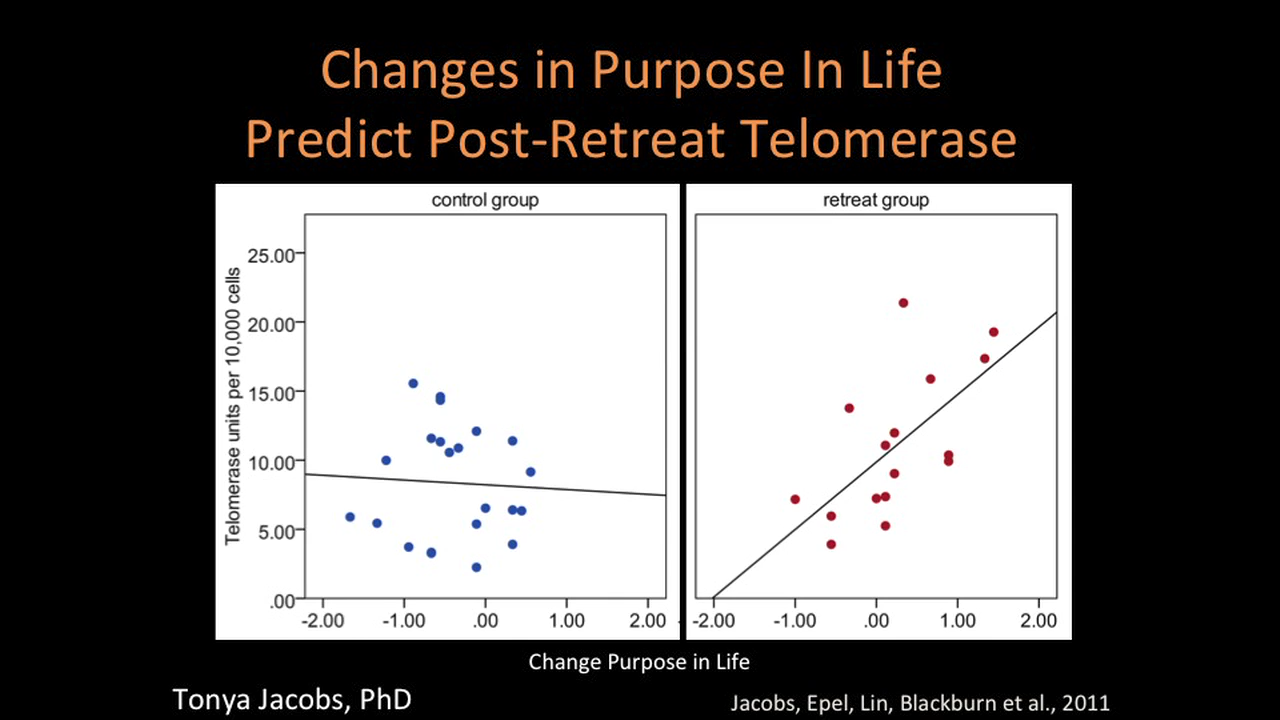 Changes in Purpose In Life
Predict Post-Retreat Telomerase
control group
retreat group
Telomerase units per 10,000 cells
25.00
20.00
15.00
10.00
5.00
.00
-2.00 -1.00 .00 1.00 2.00
-2.00 -1.00 .00 1.00 2.00
Change Purpose in Life
Tonya Jacobs, PhD
Jacobs, Epel, Lin, Blackburn et al., 2011